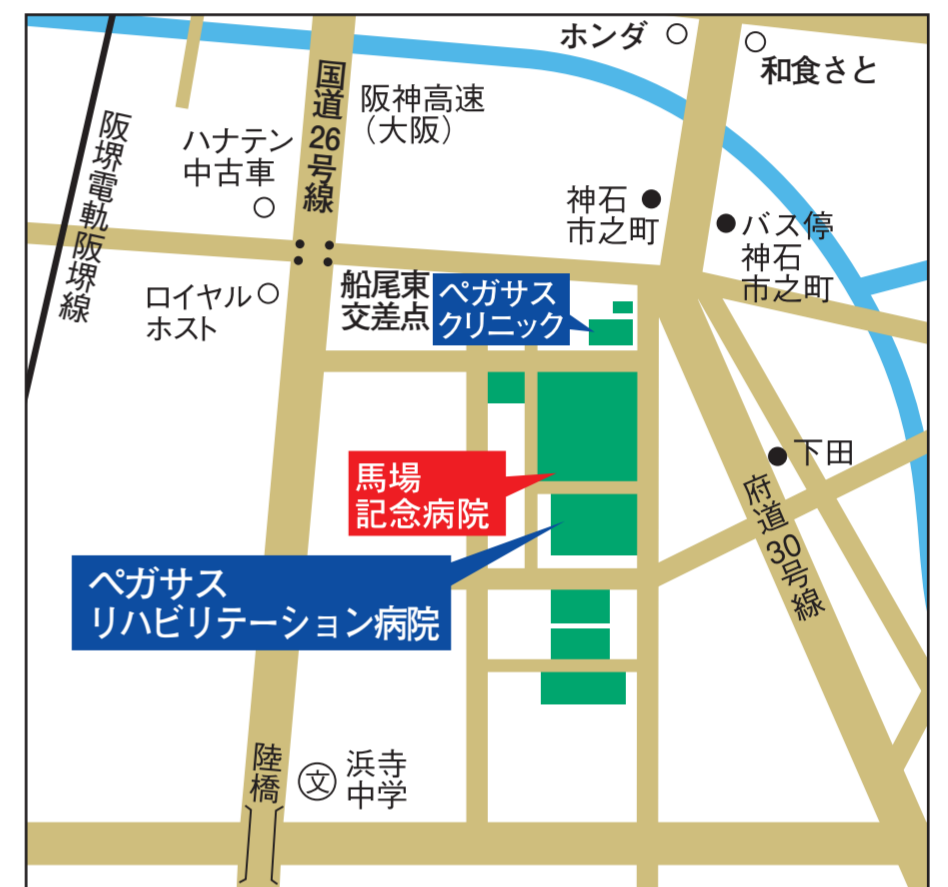 ホンダ
和食さと
国道26号線
阪神高速
（大阪）
阪堺電軌阪堺線
ハナテン
中古車
神石
市之町
バス停
神石
市之町
ロイヤル
ホスト
船尾東
交差点
ペガサス
クリニック
下田
馬場
記念病院
府道30号線
ペガサス
リハビリテーション病院
陸橋
文
浜寺
中学